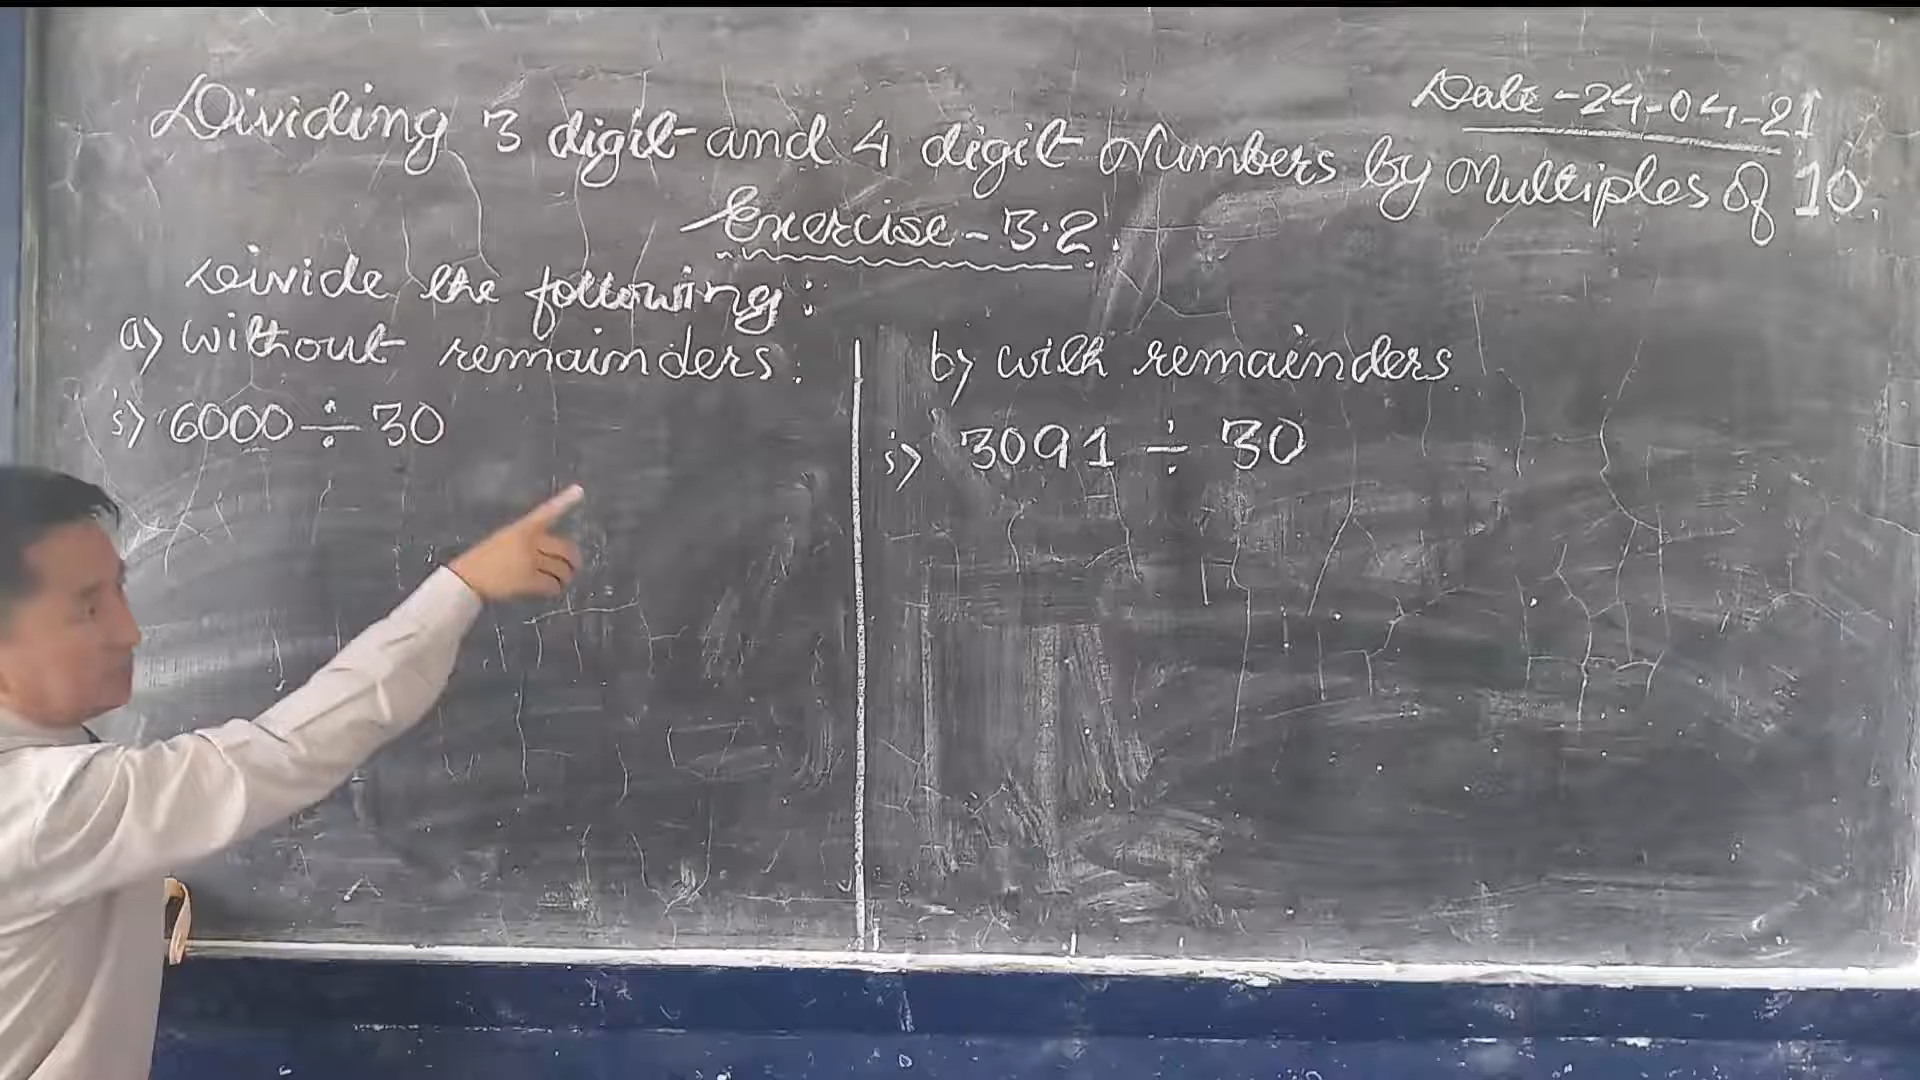 Date-24-04-21
Dividing 3 digit and 4 digit Numbers by Multiples of 10.
Exercise-3.2.
Divide the following:
a) without remainders.
i) 6000 ÷ 30
b) with remainders.
i) 3091 ÷ 30